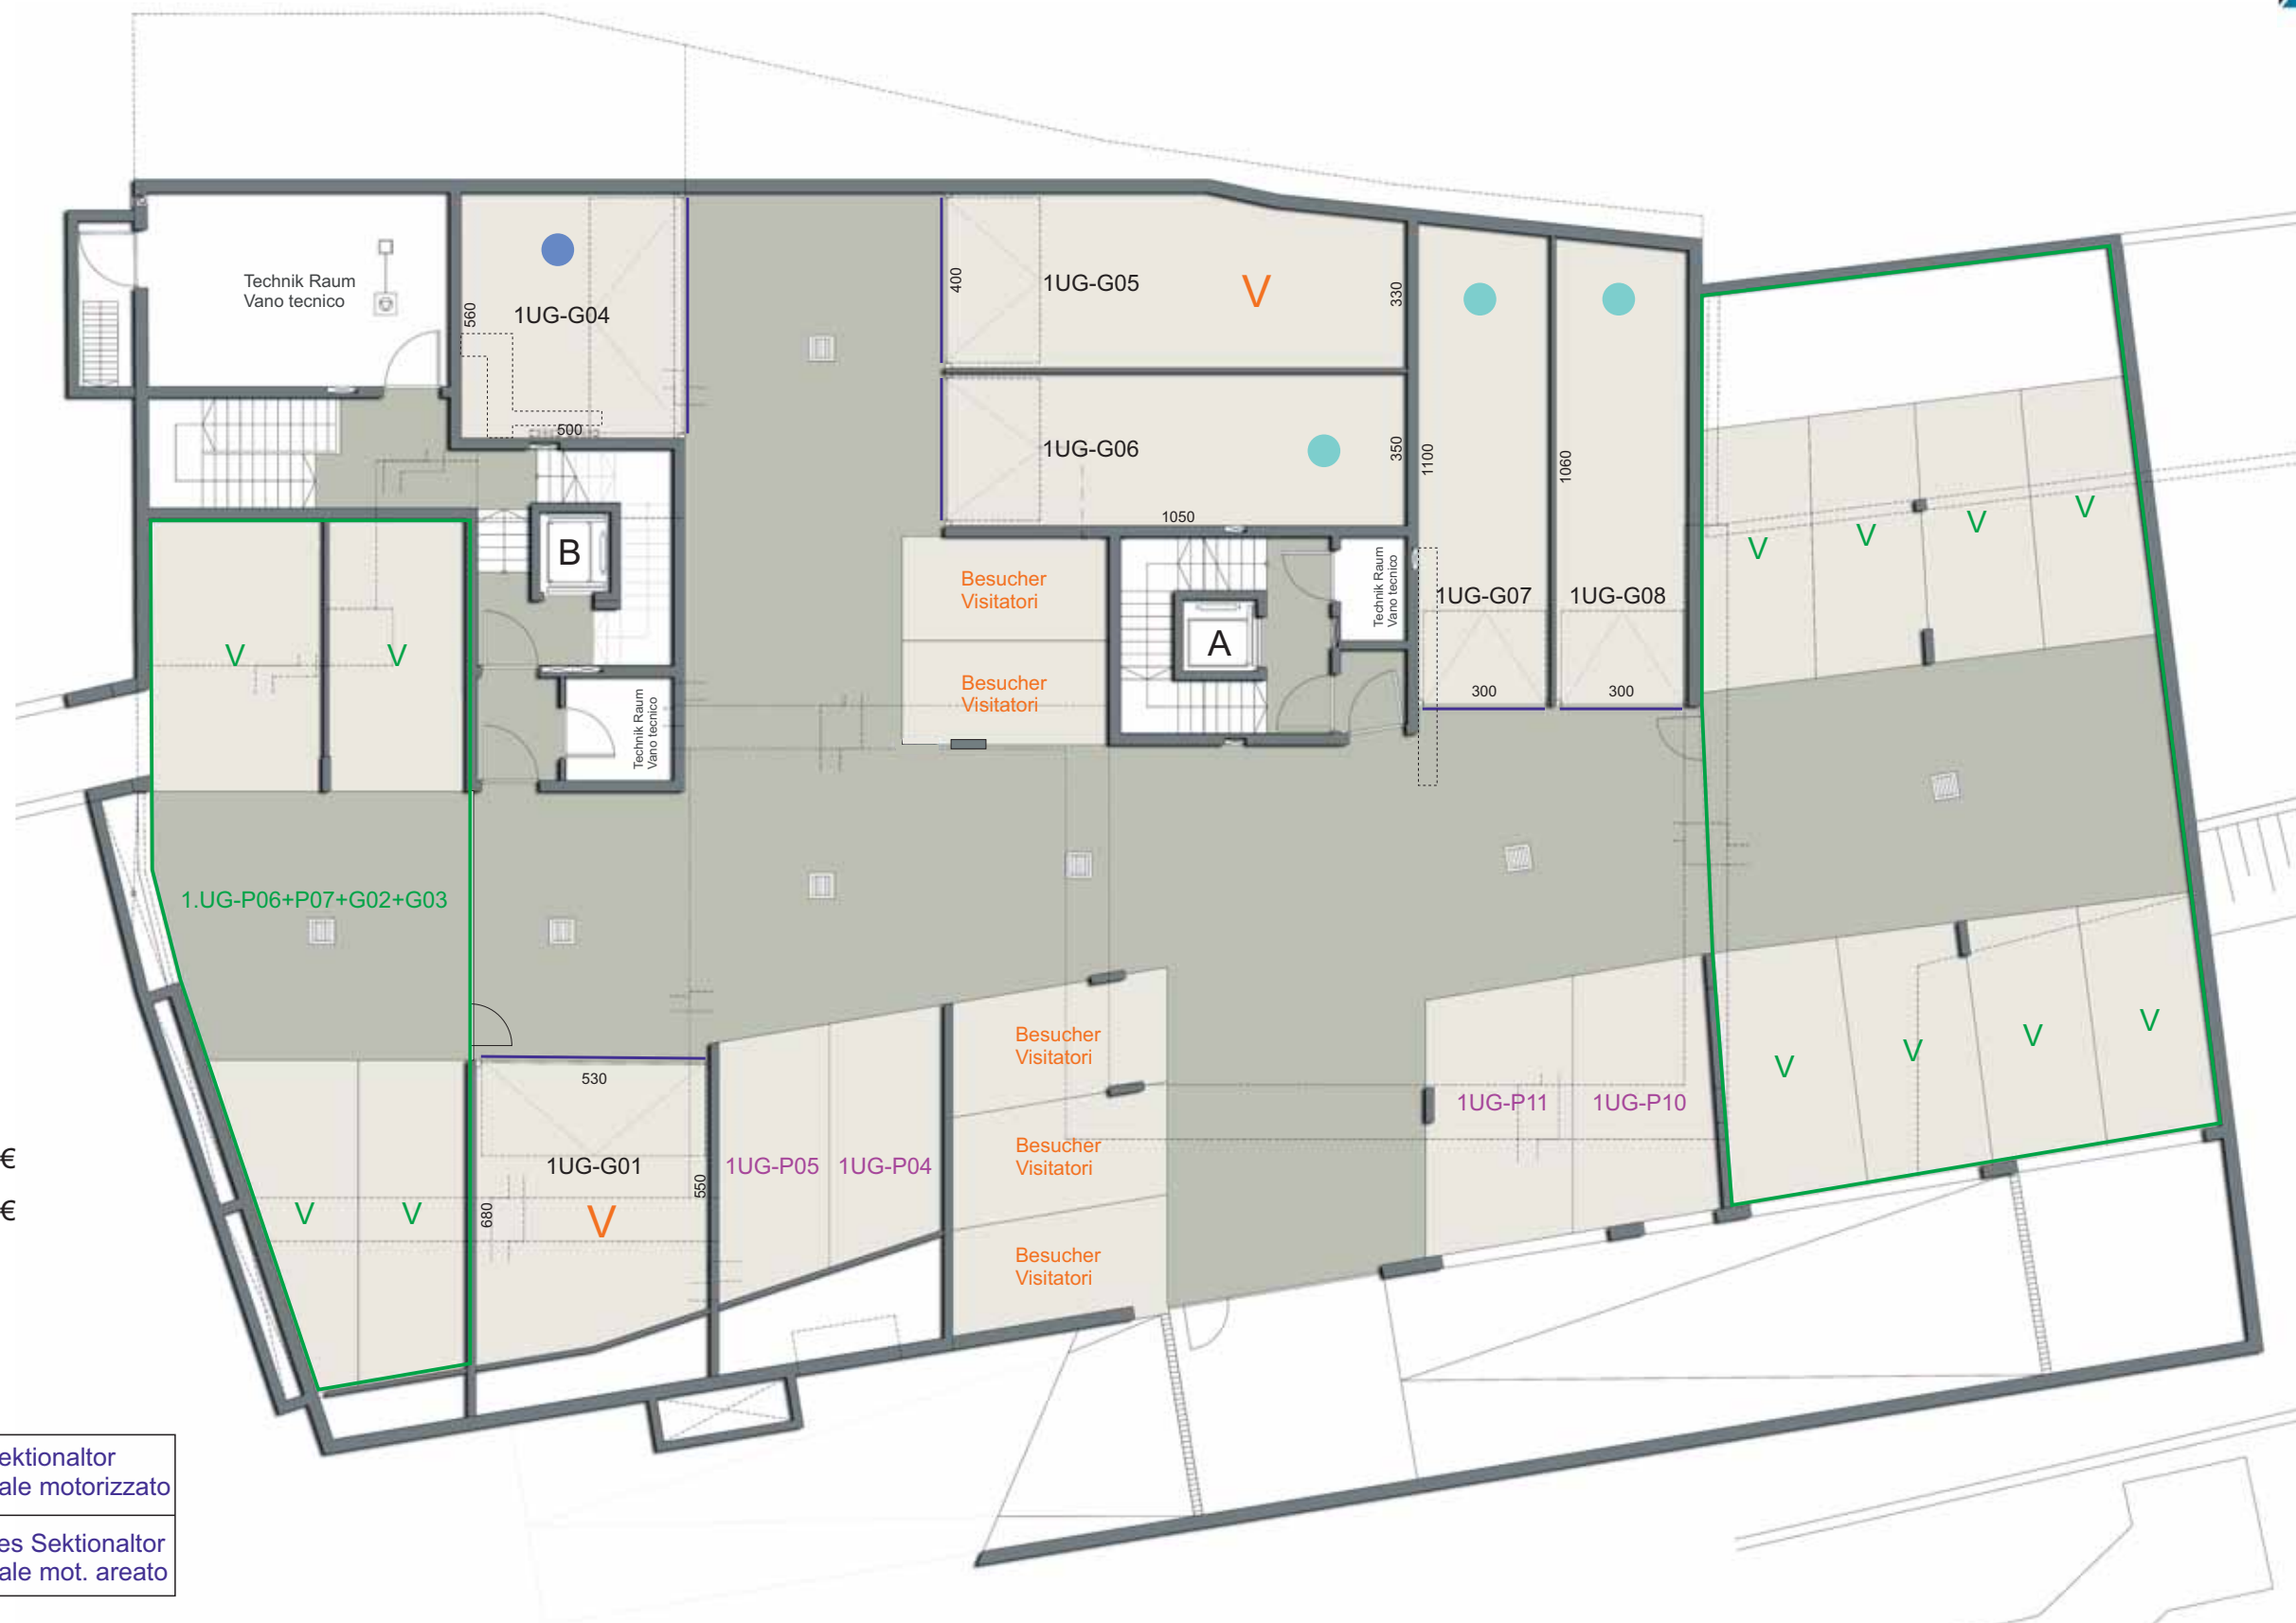 Technik Raum
Vano tecnico
560
1UG-G04
500
400
1UG-G05
V
330
1UG-G06
350
1050
1100
1060
1UG-G07
1UG-G08
300
300
V
V
V
V
B
A
Besucher
Visitatori
Besucher
Visitatori
Technik Raum
Vano tecnico
Technik Raum
Vano tecnico
V
V
1.UG-P06+P07+G02+G03
V
V
530
1UG-G01
550
680
V
1UG-P05
1UG-P04
Besucher
Visitatori
Besucher
Visitatori
Besucher
Visitatori
1UG-P11
1UG-P10
V
V
V
V
€
€
ektionaltor
ale motorizzato
es Sektionaltor
ale mot. areato